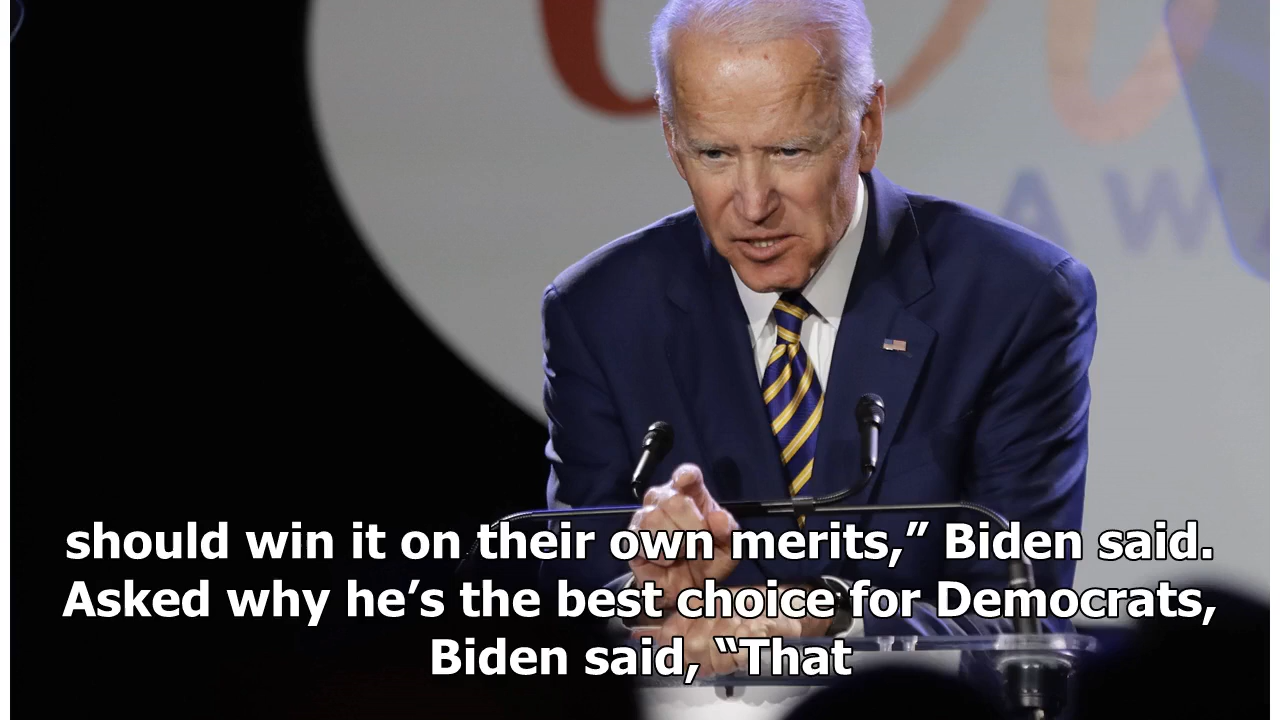 AWA
should win it on their own merits,” Biden said.
Asked why he’s the best choice for Democrats,
Biden said, “That